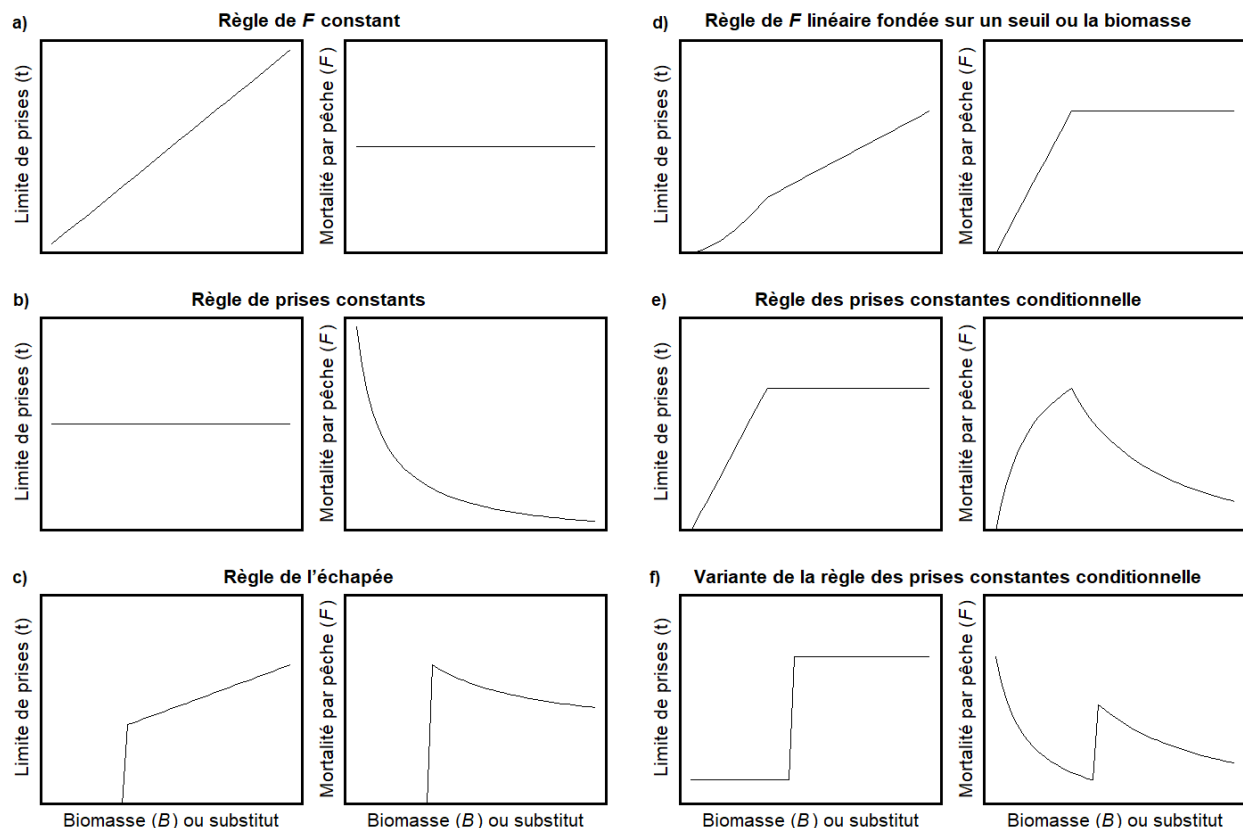 a) Règle de F constant
Limite de prises (t)
Mortalité par pêche (F)
b) Règle de prises constants
Limite de prises (t)
Mortalité par pêche (F)
c) Règle de l'échapée
Limite de prises (t)
Mortalité par pêche (F)
Biomasse (B) ou substitut
Biomasse (B) ou substitut
d) Règle de F linéaire fondée sur un seuil ou la biomasse
Limite de prises (t)
Mortalité par pêche (F)
e) Règle des prises constantes conditionnelle
Limite de prises (t)
Mortalité par pêche (F)
f) Variante de la règle des prises constantes conditionnelle
Limite de prises (t)
Mortalité par pêche (F)
Biomasse (B) ou substitut
Biomasse (B) ou substitut